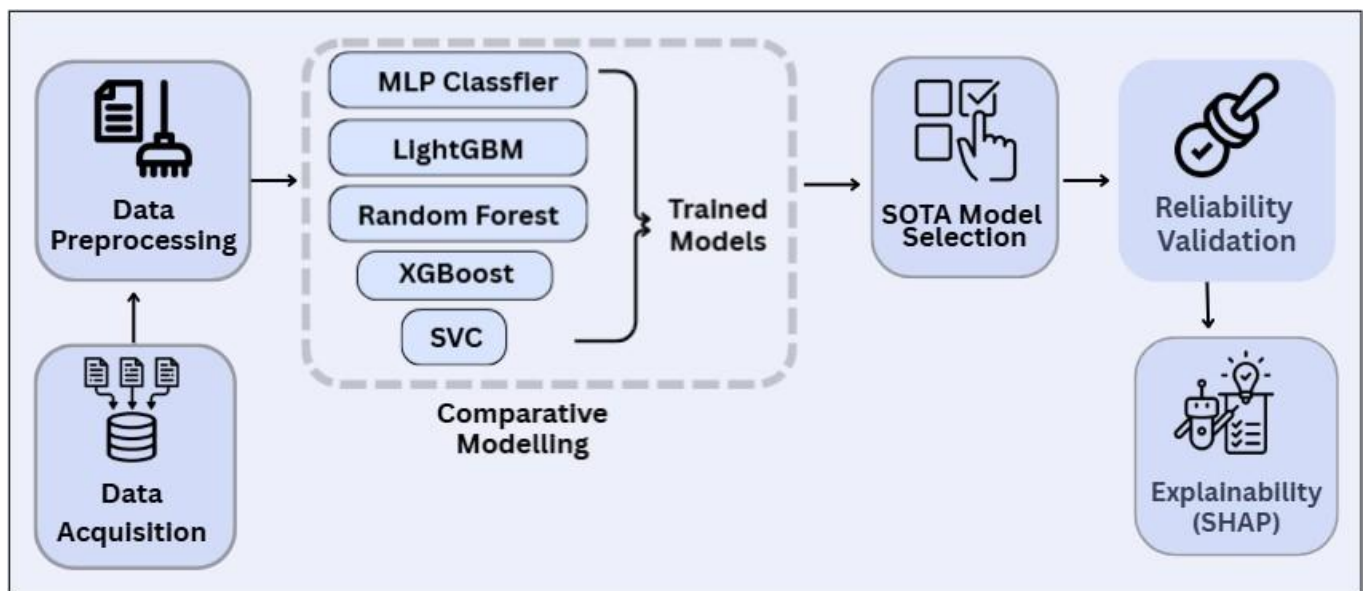 Data
Acquisition
Data
Preprocessing
MLP Classfier
LightGBM
Random Forest
XGBoost
SVC
Trained
Models
Comparative
Modelling
SOTA Model
Selection
Reliability
Validation
Explainability
(SHAP)